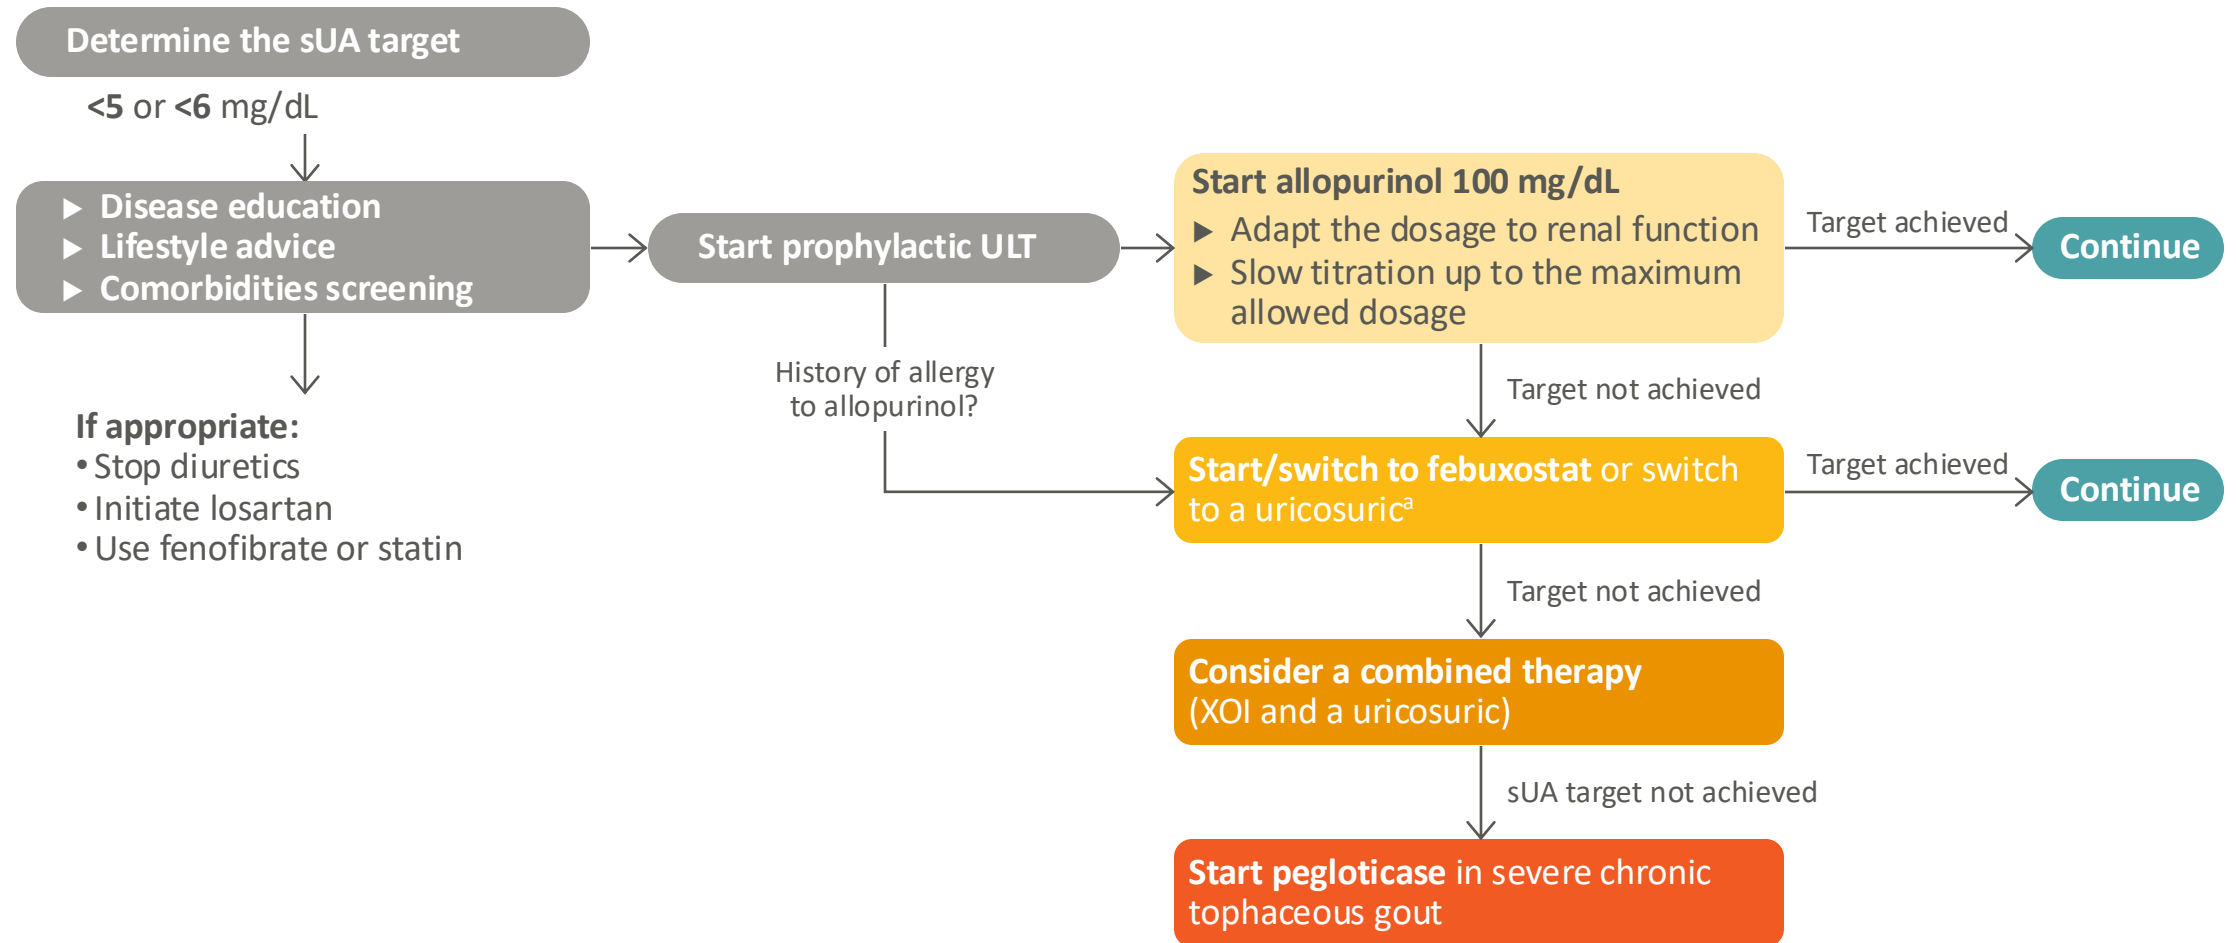 Determine the sUA target
<5 or <6 mg/dL
► Disease education
► Lifestyle advice
► Comorbidities screening
If appropriate:
• Stop diuretics
• Initiate losartan
• Use fenofibrate or statin
Start prophylactic ULT
History of allergy
to allopurinol?
Start allopurinol 100 mg/dL
► Adapt the dosage to renal function
► Slow titration up to the maximum
allowed dosage
Target achieved
Continue
Target not achieved
Start/switch to febuxostat or switch
to a uricosuricᵃ
Target achieved
Continue
Target not achieved
Consider a combined therapy
(XOI and a uricosuric)
sUA target not achieved
Start pegloticase in severe chronic
tophaceous gout